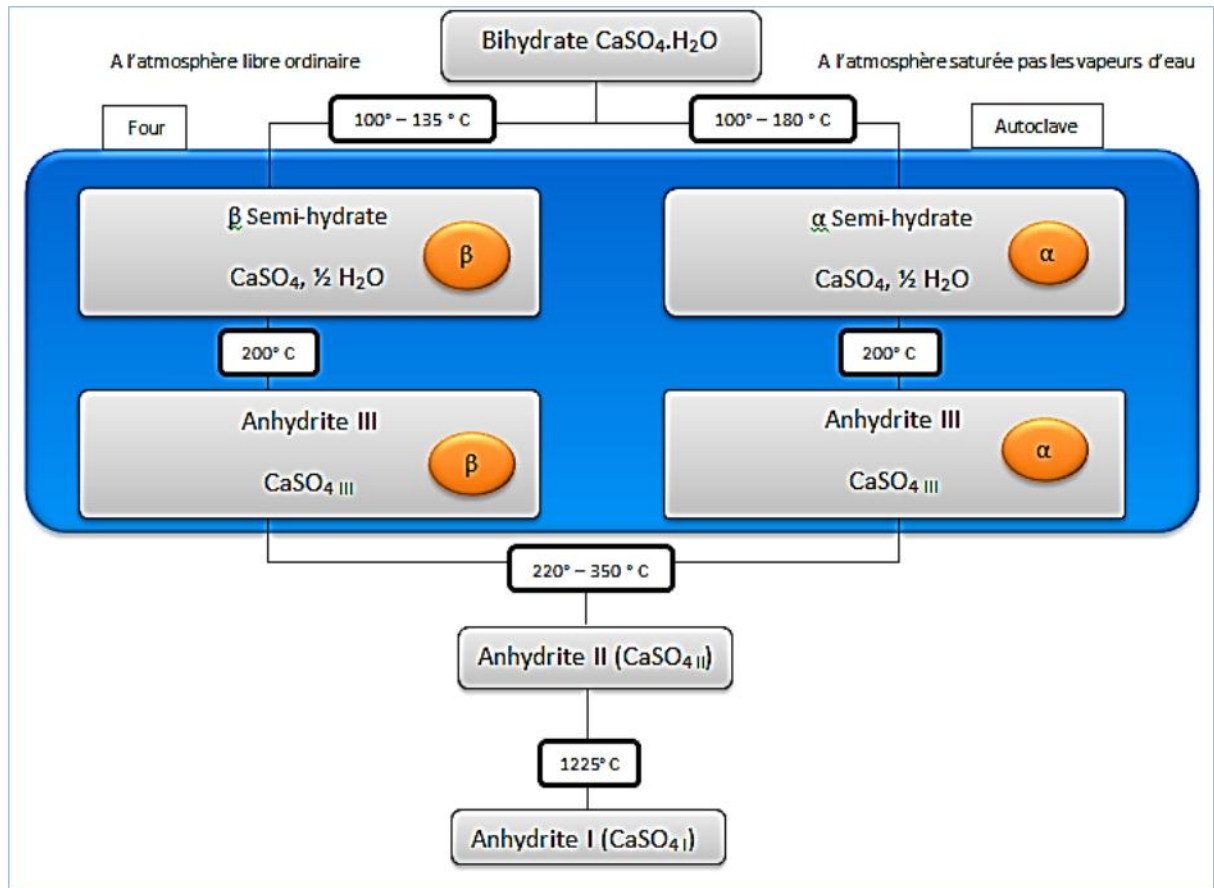 Bihydrate CaSO₄.H₂O
A l’atmosphère libre ordinaire
A l’atmosphère saturée pas les vapeurs d’eau
100° – 135 ° C
100° – 180 ° C
Four
Autoclave
β Semi-hydrate
β
CaSO₄, ½ H₂O
α Semi-hydrate
α
CaSO₄, ½ H₂O
200° C
200° C
Anhydrite III
β
CaSO₄ III
Anhydrite III
α
CaSO₄ III
220° – 350 ° C
Anhydrite II (CaSO₄ II)
1225° C
Anhydrite I (CaSO₄ I)